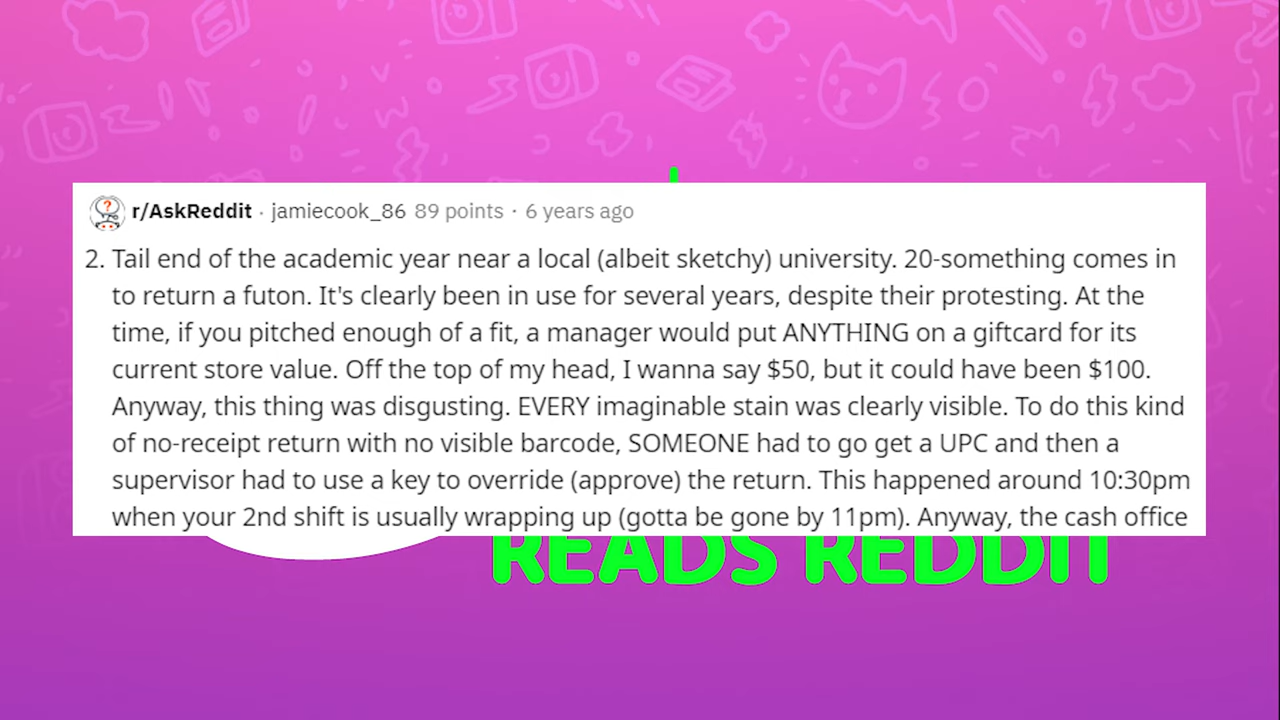 r/AskReddit · jamiecook_86 89 points · 6 years ago
2. Tail end of the academic year near a local (albeit sketchy) university. 20-something comes in
to return a futon. It's clearly been in use for several years, despite their protesting. At the
time, if you pitched enough of a fit, a manager would put ANYTHING on a giftcard for its
current store value. Off the top of my head, I wanna say $50, but it could have been $100.
Anyway, this thing was disgusting. EVERY imaginable stain was clearly visible. To do this kind
of no-receipt return with no visible barcode, SOMEONE had to go get a UPC and then a
supervisor had to use a key to override (approve) the return. This happened around 10:30pm
when your 2nd shift is usually wrapping up (gotta be gone by 11pm). Anyway, the cash office
READS REDDIT